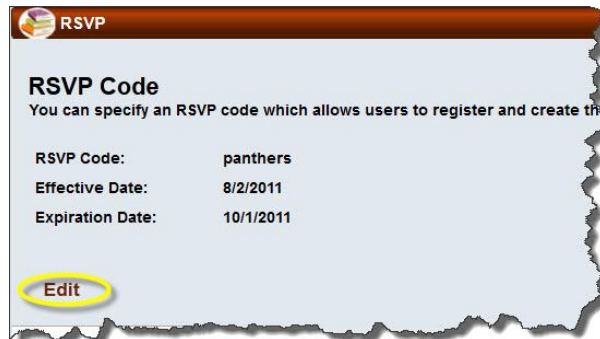 RSVP
RSVP Code
You can specify an RSVP code which allows users to register and create
RSVP Code: panthers
Effective Date: 8/2/2011
Expiration Date: 10/1/2011
Edit